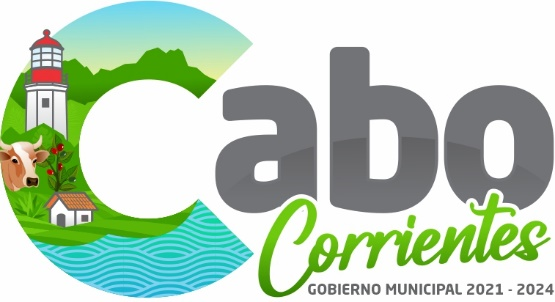 Cabo
Corrientes
GOBIERNO MUNICIPAL 2021 - 2024